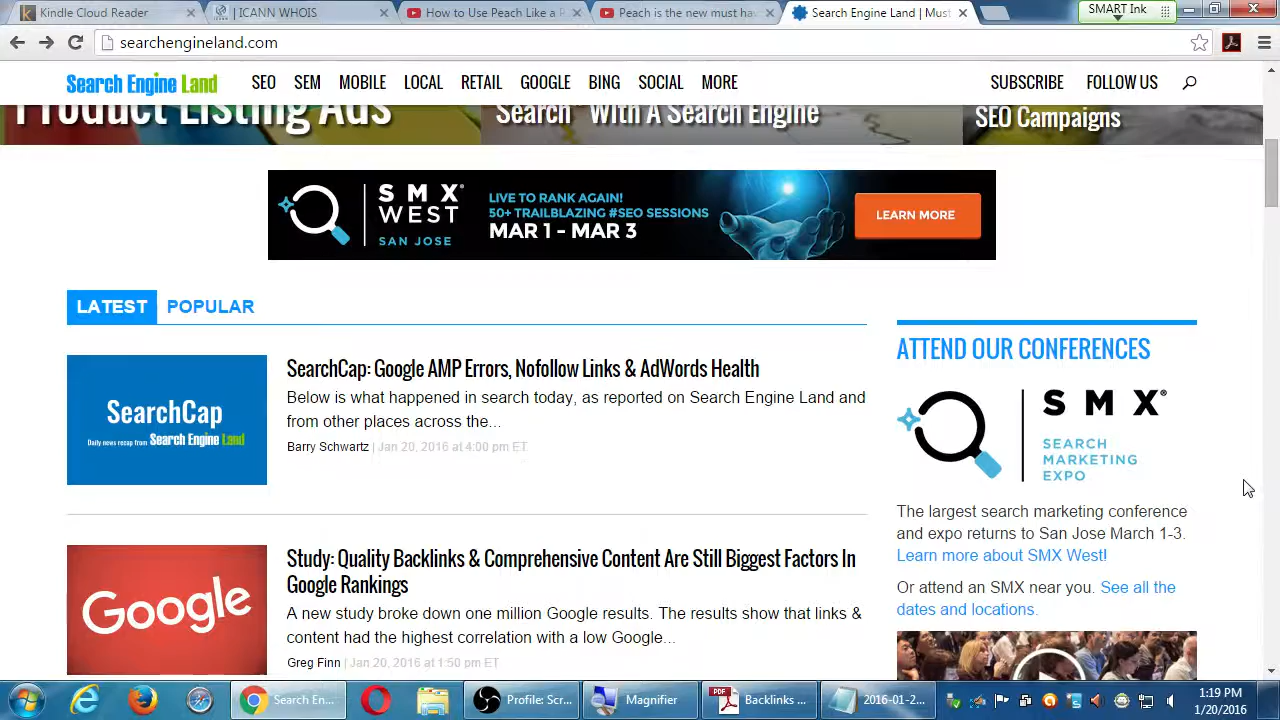 Kindle Cloud Reader
| ICANN WHOIS
How to Use Peach Like a P
Peach is the new must hav
Search Engine Land | Must
SMART Ink
searchengineland.com
Search Engine Land
SEO
SEM
MOBILE
LOCAL
RETAIL
GOOGLE
BING
SOCIAL
MORE
SUBSCRIBE
FOLLOW US
Product Listing Ads
Search" With A Search Engine
SEO Campaigns
SMX®
WEST
SAN JOSE
LIVE TO RANK AGAIN!
50+ TRAILBLAZING #SEO SESSIONS
MAR 1 - MAR 3
LEARN MORE
LATEST
POPULAR
SearchCap
Daily news recap from Search Engine Land
SearchCap: Google AMP Errors, Nofollow Links & AdWords Health
Below is what happened in search today, as reported on Search Engine Land and
from other places across the...
Barry Schwartz | Jan 20, 2016 at 4:00 pm ET
Google
Study: Quality Backlinks & Comprehensive Content Are Still Biggest Factors In
Google Rankings
A new study broke down one million Google results. The results show that links &
content had the highest correlation with a low Google...
Greg Finn | Jan 20, 2016 at 1:50 pm ET
ATTEND OUR CONFERENCES
SMX®
SEARCH
MARKETING
EXPO
The largest search marketing conference
and expo returns to San Jose March 1-3.
Learn more about SMX West!
Or attend an SMX near you. See all the
dates and locations.
Search En...
Profile: Scr...
Magnifier
PDF
Backlinks ...
2016-01-2...
1:19 PM
1/20/2016